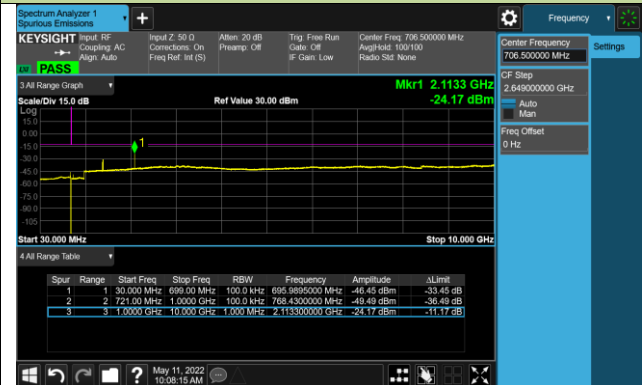 Spectrum Analyzer 1
Spurious Emissions
Frequency
KEYSIGHT
Input: RF
Coupling: AC
Align: Auto
Input Z: 50 Ω
Corrections: On
Freq Ref: Int (S)
Atten: 20 dB
Preamp: Off
Trig: Free Run
Gate: Off
IF Gain: Low
Center Freq: 706.500000 MHz
Avg|Hold: 100/100
Radio Std: None
PASS
Center Frequency
706.500000 MHz
Settings
CF Step
2.649000000 GHz
Auto
Man
Freq Offset
0 Hz
3 All Range Graph
Mkr1 2.1133 GHz
Scale/Div 15.0 dB
Ref Value 30.00 dBm
-24.17 dBm
Log
15.0
0.00
-15.0
-30.0
-45.0
-60.0
-75.0
-90.0
-105
1
Start 30.000 MHz
Stop 10.000 GHz
4 All Range Table
Spur Range Start Freq Stop Freq RBW Frequency Amplitude ΔLimit
1 1 30.000 MHz 699.00 MHz 100.0 kHz 695.9895000 MHz -46.45 dBm -33.45 dB
2 2 721.00 MHz 1.0000 GHz 100.0 kHz 768.4300000 MHz -49.49 dBm -36.49 dB
3 3 1.0000 GHz 10.000 GHz 1.000 MHz 2.113300000 GHz -24.17 dBm -11.17 dB
May 11, 2022
10:08:15 AM